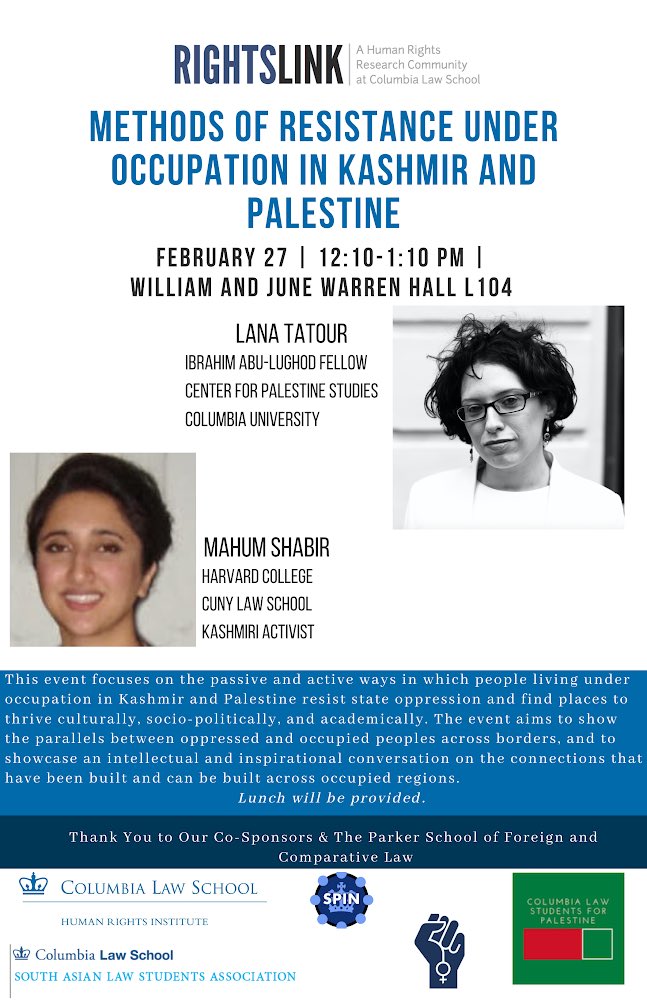 RIGHTSLINK
A Human Rights
Research Community
at Columbia Law School
METHODS OF RESISTANCE UNDER
OCCUPATION IN KASHMIR AND
PALESTINE
FEBRUARY 27 | 12:10-1:10 PM |
WILLIAM AND JUNE WARREN HALL L104
LANA TATOUR
IBRAHIM ABU-LUGHOD FELLOW
CENTER FOR PALESTINE STUDIES
COLUMBIA UNIVERSITY
MAHUM SHABIR
HARVARD COLLEGE
CUNY LAW SCHOOL
KASHMIRI ACTIVIST
This event focuses on the passive and active ways in which people living under
occupation in Kashmir and Palestine resist state oppression and find places to
thrive culturally, socio-politically, and academically. The event aims to show
the parallels between oppressed and occupied peoples across borders, and to
showcase an intellectual and inspirational conversation on the connections that
have been built and can be built across occupied regions.
Lunch will be provided.
Thank You to Our Co-Sponsors & The Parker School of Foreign and
Comparative Law
COLUMBIA LAW SCHOOL
HUMAN RIGHTS INSTITUTE
SPIN
COLUMBIA LAW
STUDENTS FOR
PALESTINE
Columbia Law School
SOUTH ASIAN LAW STUDENTS ASSOCIATION